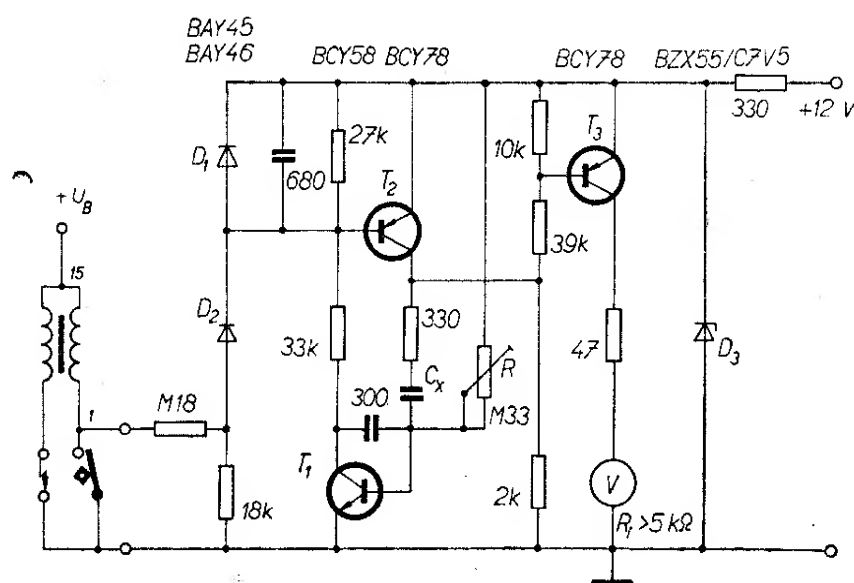 BAY45
BAY46
BCY58 BCY78
BCY78
BZX55/C7V5
330
+12 V
27k
10k
T3
D1
680
T2
+UB
39k
15
D2
330
33k
Cx
R
47
D3
M18
300
M33
1
T1
18k
2k
V
Ri >5 kΩ